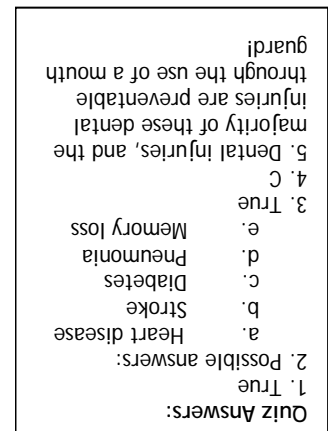 Quiz Answers:
1. True
2. Possible answers:
a. Heart disease
b. Stroke
c. Diabetes
d. Pneumonia
e. Memory loss
3. True
4. C
5. Dental injuries, and the
majority of these dental
injuries are preventable
through the use of a mouth
guard!